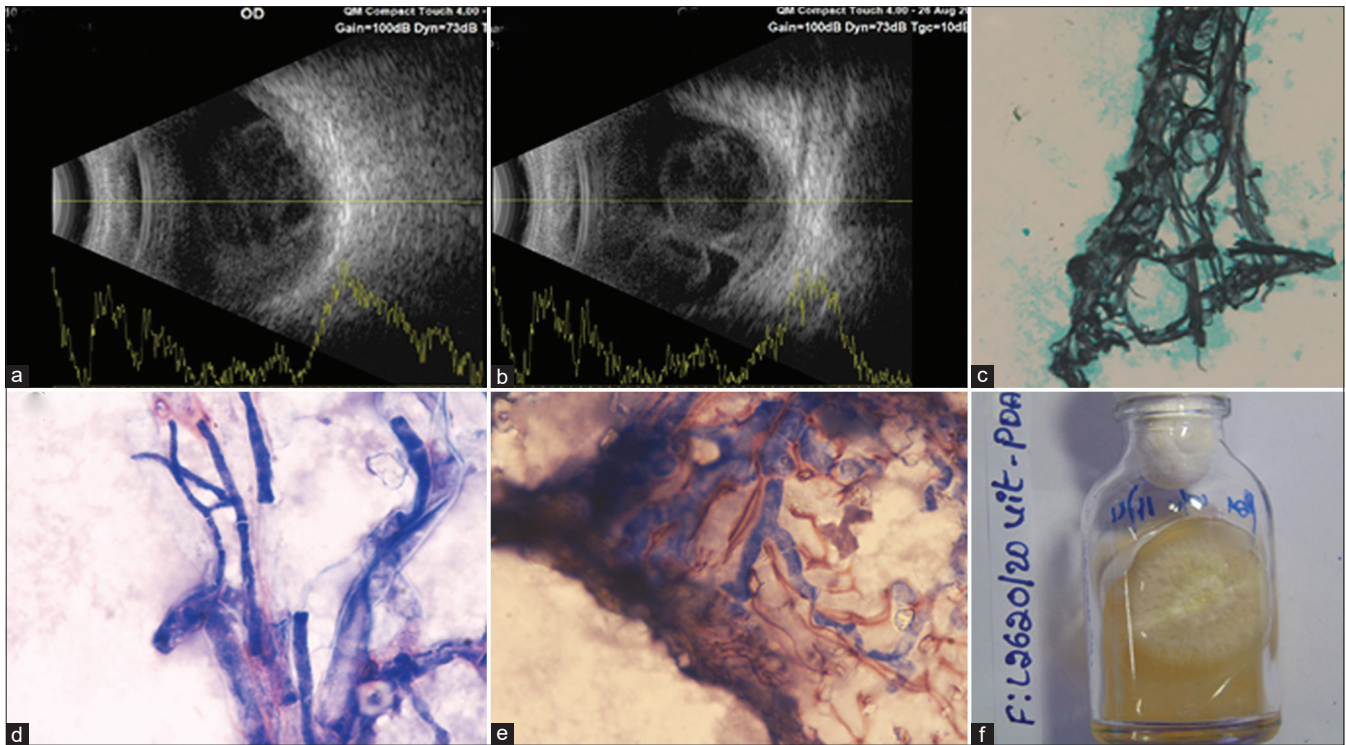 10
OD
QM Compact Touch 4.00
Gain=100dB Dyn=73dB
QM Compact Touch 4.00 - 26 Aug
Gain=100dB Dyn=73dB Tgc=10dB
a
b
c
d
e
f
F:L2620/20 Vit-PDA